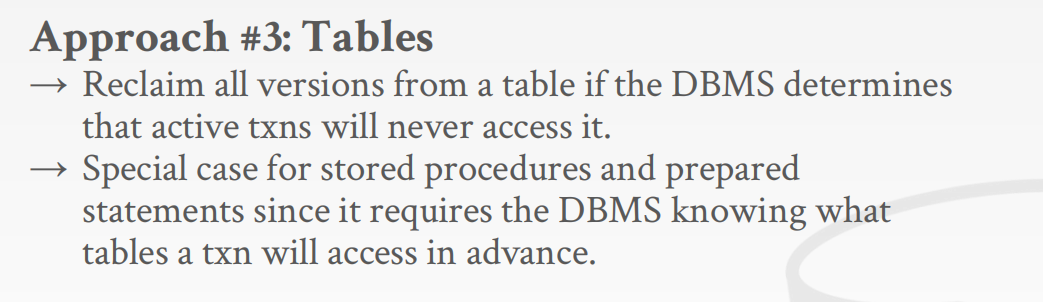 Approach #3: Tables
→ Reclaim all versions from a table if the DBMS determines
that active txns will never access it.
→ Special case for stored procedures and prepared
statements since it requires the DBMS knowing what
tables a txn will access in advance.